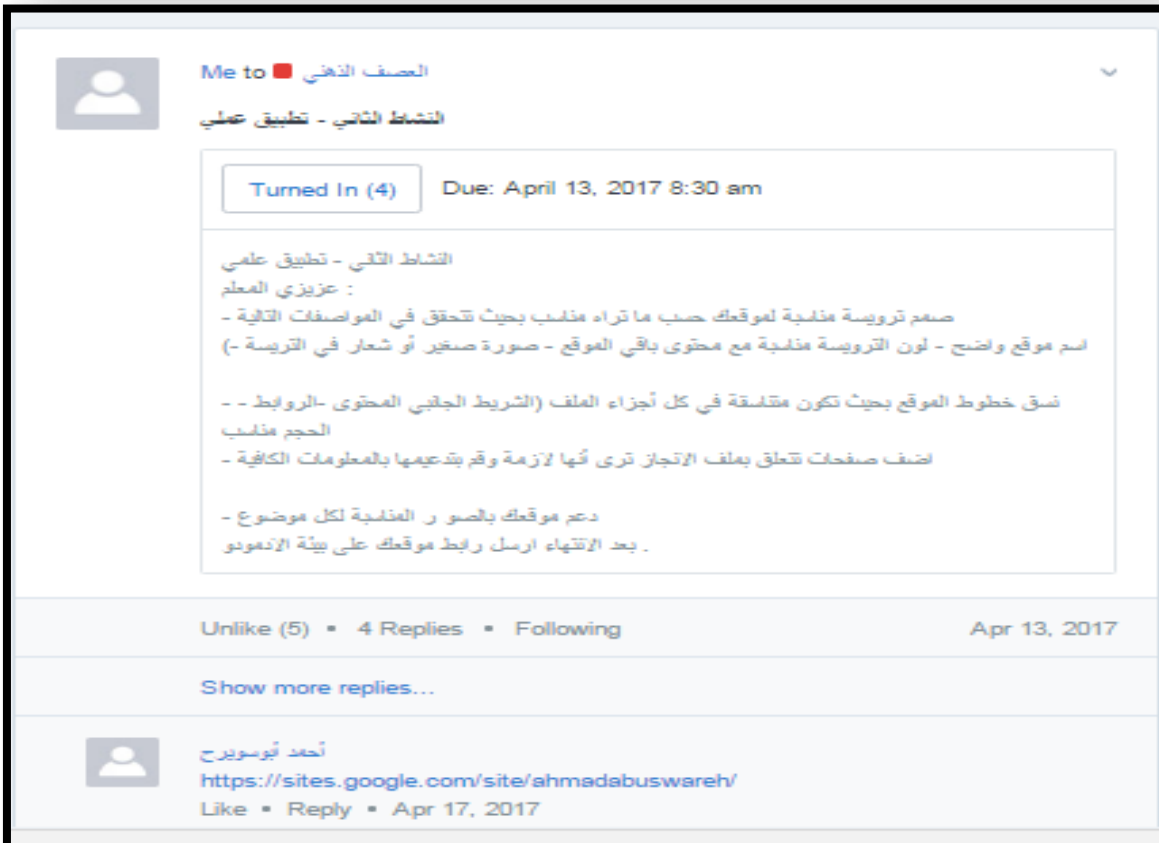 Me to العصف الذهني
النشاط الثاني - تطبيق عملي
Turned In (4) Due: April 13, 2017 8:30 am
النشاط الثاني - تطبيق علمي
: عزيزي المعلم
صمم ترويسة مناسبة لموقعك حسب ما تراه مناسب بحيث تتحقق في المواصفات التالية -
اسم موقع واضح - لون الترويسة مناسبة مع محتوى باقي الموقع - صورة صغير أو شعار في التريسة -)
نسق خطوط الموقع بحيث تكون متناسقة في كل أجزاء الملف (الشريط الجانبي المحتوى -الروابط - -
الحجم مناسب
اضف صفحات تتعلق بملف الانجاز ترى أنها لازمة وقم بتدعيمها بالمعلومات الكافية -
دعم موقعك بالصو ر المناسبة لكل موضوع -
. بعد الانتهاء ارسل رابط موقعك على بيئة الادمودو
Unlike (5) • 4 Replies • Following Apr 13, 2017
Show more replies...
أحمد أبوسويرح
https://sites.google.com/site/ahmadabuswareh/
Like • Reply • Apr 17, 2017